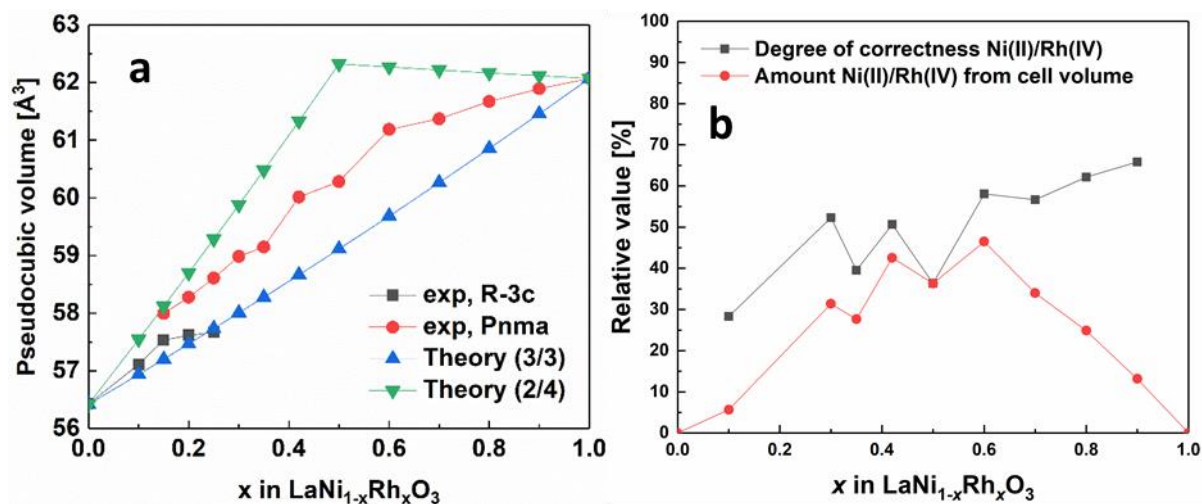 a
Pseudocubic volume [Å³]
63
62
61
60
59
58
57
56
exp, R-3c
exp, Pnma
Theory (3/3)
Theory (2/4)
0.0 0.2 0.4 0.6 0.8 1.0
x in LaNi₁₋ₓRhₓO₃
b
Relative value [%]
100
90
80
70
60
50
40
30
20
10
0
Degree of correctness Ni(II)/Rh(IV)
Amount Ni(II)/Rh(IV) from cell volume
0.0 0.2 0.4 0.6 0.8 1.0
x in LaNi₁₋ₓRhₓO₃